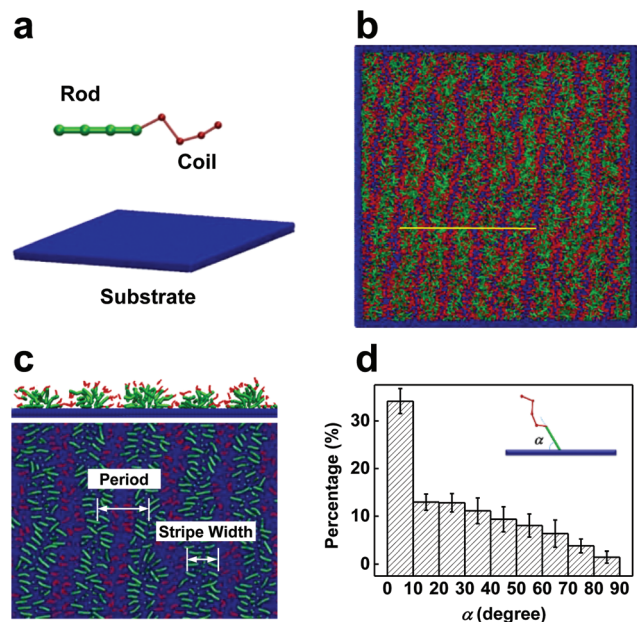 a
Rod
Coil
Substrate
b
c
Period
Stripe Width
d
Percentage (%)
30
20
10
0
α
0 10 20 30 40 50 60 70 80 90
α (degree)